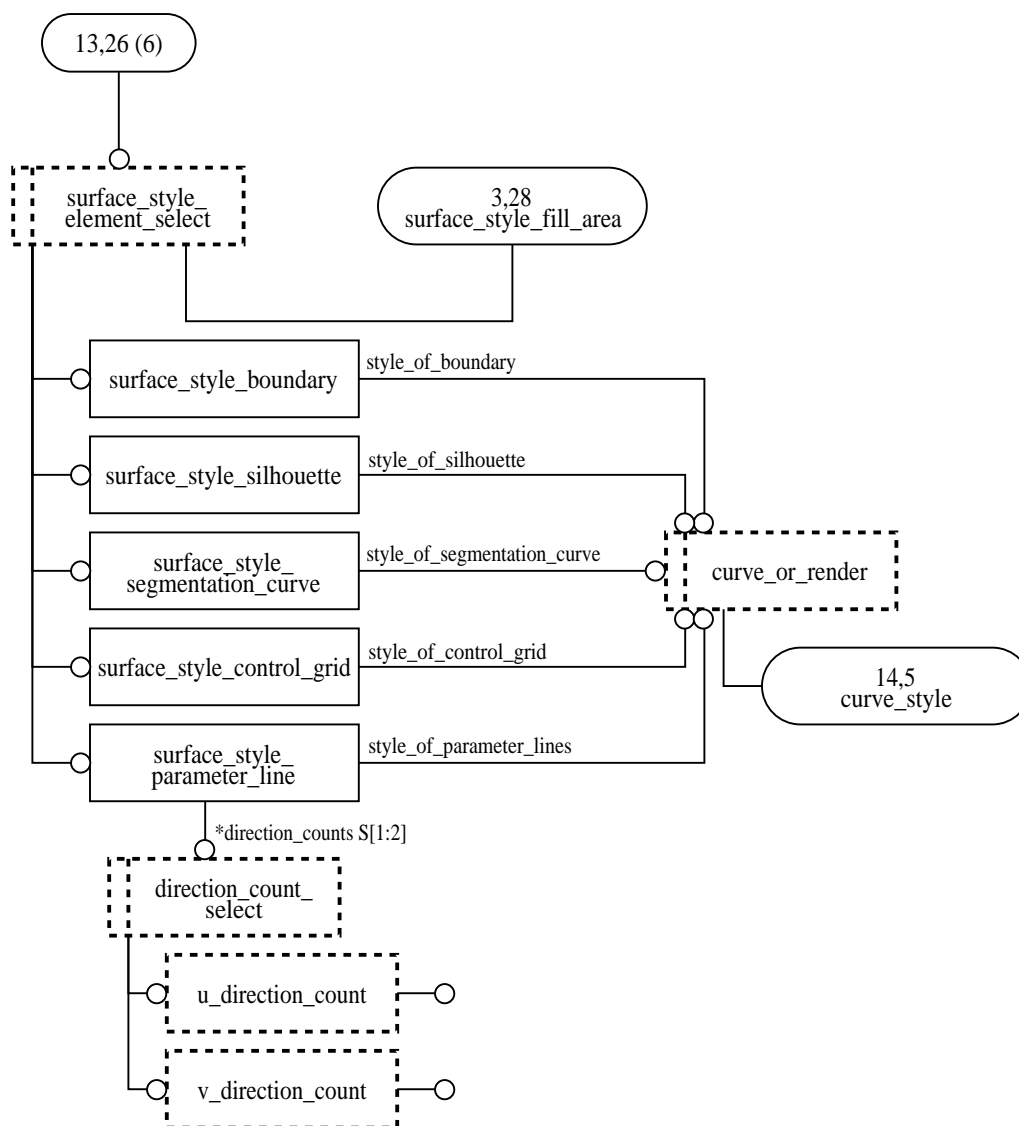 13,26 (6)
surface_style_
element_select
3,28
surface_style_fill_area
surface_style_boundary
style_of_boundary
surface_style_silhouette
style_of_silhouette
surface_style_
segmentation_curve
style_of_segmentation_curve
curve_or_render
surface_style_control_grid
style_of_control_grid
14,5
curve_style
surface_style_
parameter_line
style_of_parameter_lines
*direction_counts S[1:2]
direction_count_
select
u_direction_count
v_direction_count